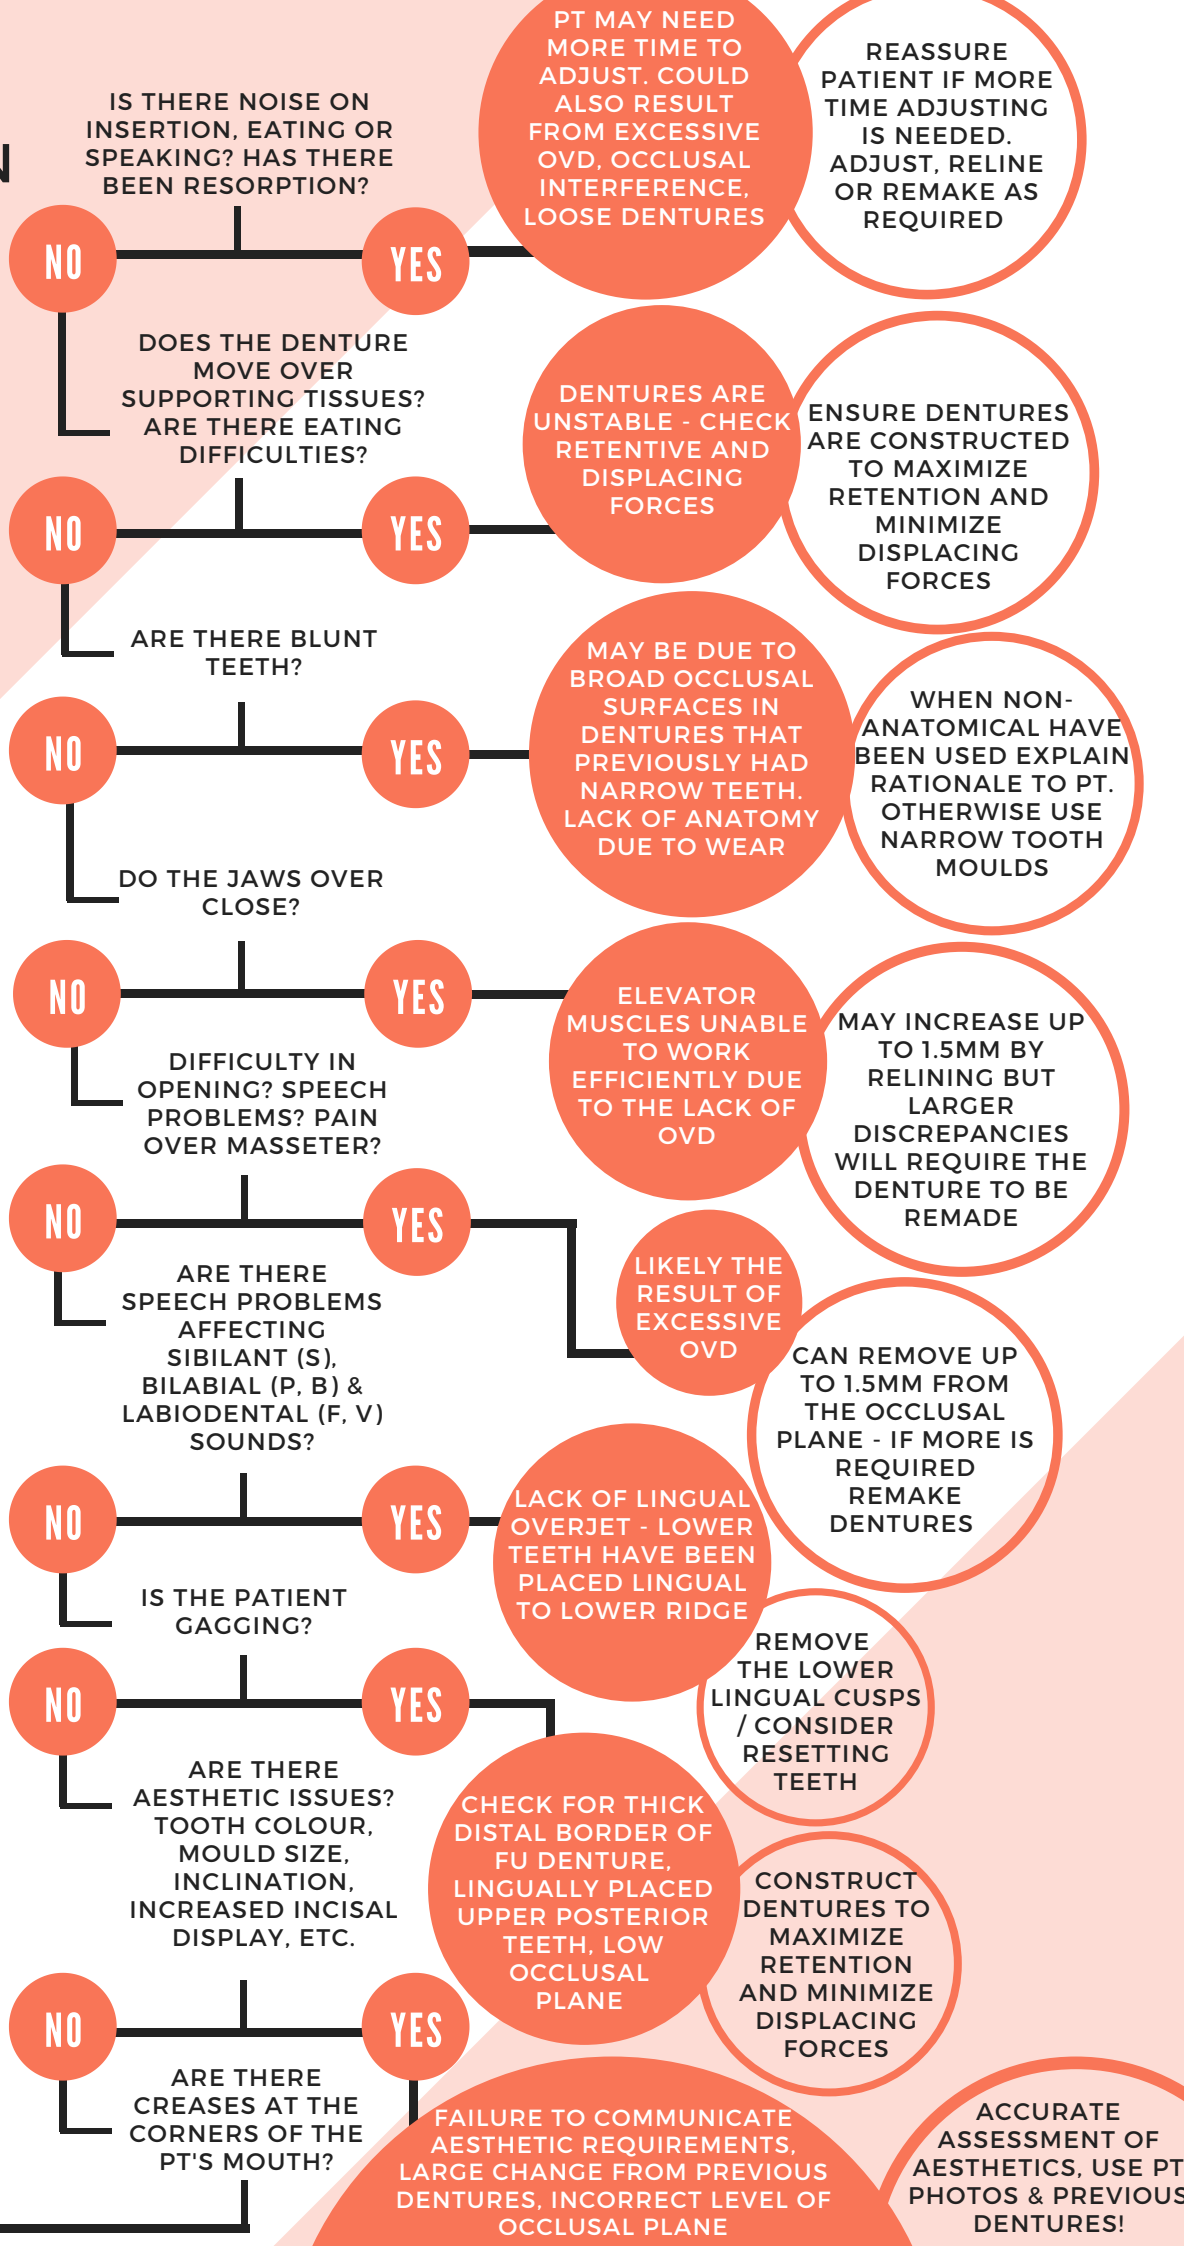 PT MAY NEED
MORE TIME TO
ADJUST. COULD
ALSO RESULT
FROM EXCESSIVE
OVD, OCCLUSAL
INTERFERENCE,
LOOSE DENTURES
REASSURE
PATIENT IF MORE
TIME ADJUSTING
IS NEEDED.
ADJUST, RELINE
OR REMAKE AS
REQUIRED
N
IS THERE NOISE ON
INSERTION, EATING OR
SPEAKING? HAS THERE
BEEN RESORPTION?
NO
YES
DOES THE DENTURE
MOVE OVER
SUPPORTING TISSUES?
ARE THERE EATING
DIFFICULTIES?
DENTURES ARE
UNSTABLE - CHECK
RETENTIVE AND
DISPLACING
FORCES
ENSURE DENTURES
ARE CONSTRUCTED
TO MAXIMIZE
RETENTION AND
MINIMIZE
DISPLACING
FORCES
NO
YES
ARE THERE BLUNT
TEETH?
MAY BE DUE TO
BROAD OCCLUSAL
SURFACES IN
DENTURES THAT
PREVIOUSLY HAD
NARROW TEETH.
LACK OF ANATOMY
DUE TO WEAR
WHEN NON-
ANATOMICAL HAVE
BEEN USED EXPLAIN
RATIONALE TO PT.
OTHERWISE USE
NARROW TOOTH
MOULDS
NO
YES
DO THE JAWS OVER
CLOSE?
NO
YES
ELEVATOR
MUSCLES UNABLE
TO WORK
EFFICIENTLY DUE
TO THE LACK OF
OVD
MAY INCREASE UP
TO 1.5MM BY
RELINING BUT
LARGER
DISCREPANCIES
WILL REQUIRE THE
DENTURE TO BE
REMADE
DIFFICULTY IN
OPENING? SPEECH
PROBLEMS? PAIN
OVER MASSETER?
NO
YES
LIKELY THE
RESULT OF
EXCESSIVE
OVD
CAN REMOVE UP
TO 1.5MM FROM
THE OCCLUSAL
PLANE - IF MORE IS
REQUIRED
REMAKE
DENTURES
ARE THERE
SPEECH PROBLEMS
AFFECTING
SIBILANT (S),
BILABIAL (P, B) &
LABIODENTAL (F, V)
SOUNDS?
NO
YES
LACK OF LINGUAL
OVERJET - LOWER
TEETH HAVE BEEN
PLACED LINGUAL
TO LOWER RIDGE
REMOVE
THE LOWER
LINGUAL CUSPS
/ CONSIDER
RESETTING
TEETH
IS THE PATIENT
GAGGING?
NO
YES
CHECK FOR THICK
DISTAL BORDER OF
FU DENTURE,
LINGUALLY PLACED
UPPER POSTERIOR
TEETH, LOW
OCCLUSAL
PLANE
CONSTRUCT
DENTURES TO
MAXIMIZE
RETENTION
AND MINIMIZE
DISPLACING
FORCES
ARE THERE
AESTHETIC ISSUES?
TOOTH COLOUR,
MOULD SIZE,
INCLINATION,
INCREASED INCISAL
DISPLAY, ETC.
NO
YES
FAILURE TO COMMUNICATE
AESTHETIC REQUIREMENTS,
LARGE CHANGE FROM PREVIOUS
DENTURES, INCORRECT LEVEL OF
OCCLUSAL PLANE
ACCURATE
ASSESSMENT OF
AESTHETICS, USE PT
PHOTOS & PREVIOUS
DENTURES!
ARE THERE
CREASES AT THE
CORNERS OF THE
PT'S MOUTH?